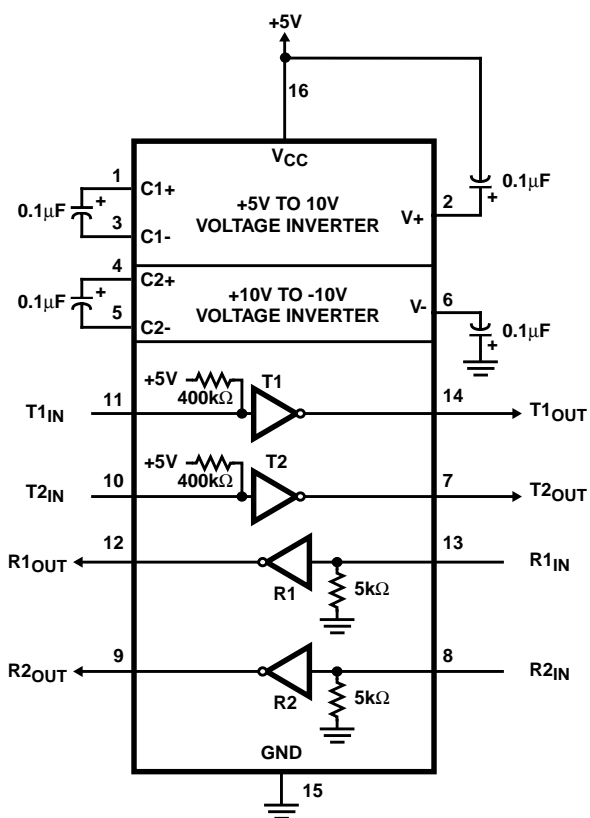 +5V
16
VCC
1
C1+
0.1μF
+
3
C1-
+5V TO 10V
VOLTAGE INVERTER
V+
2
0.1μF
+
4
C2+
0.1μF
+
5
C2-
+10V TO -10V
VOLTAGE INVERTER
V-
6
0.1μF
+
T1IN
11
+5V
400kΩ
T1
14
T1OUT
T2IN
10
+5V
400kΩ
T2
7
T2OUT
R1OUT
12
R1
5kΩ
13
R1IN
R2OUT
9
R2
5kΩ
8
R2IN
GND
15